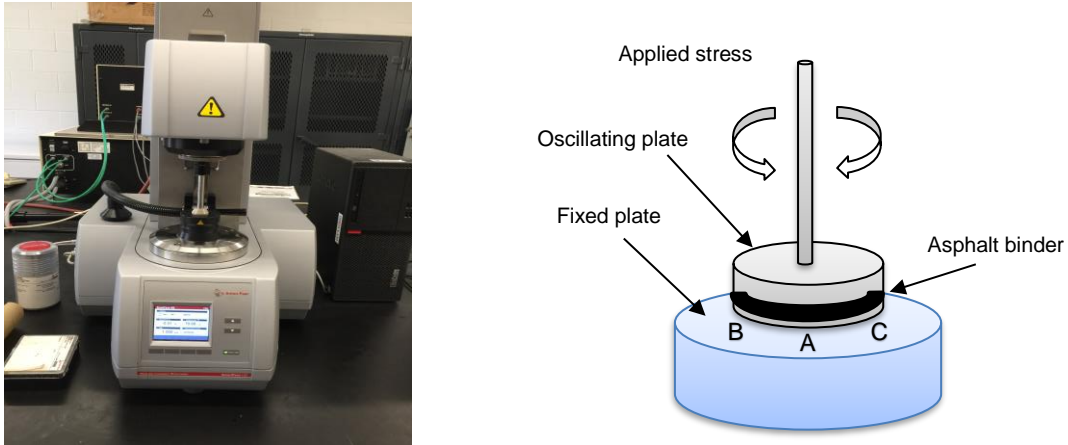 Applied stress
Oscillating plate
Fixed plate
Asphalt binder
B
A
C